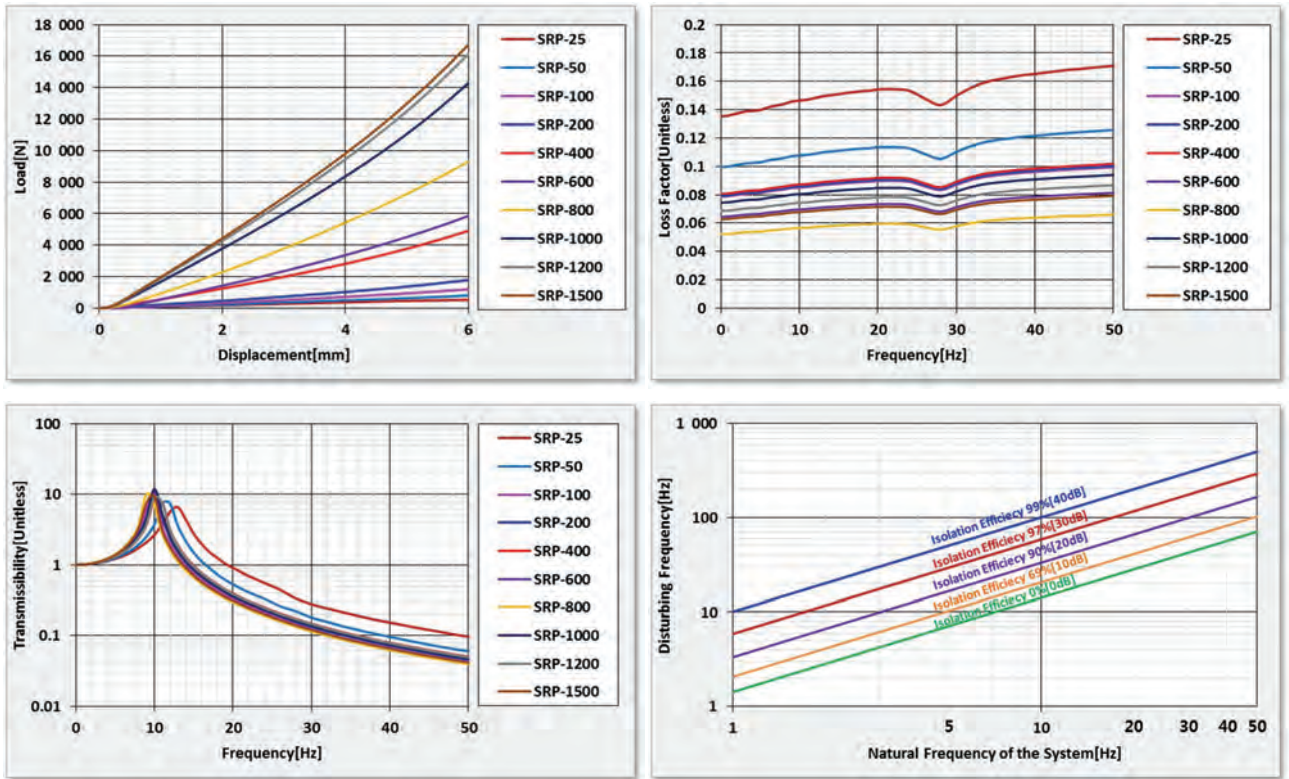 18 000
16 000
14 000
12 000
10 000
8 000
6 000
4 000
2 000
0
Load[N]
0 2 4 6
Displacement[mm]
SRP-25
SRP-50
SRP-100
SRP-200
SRP-400
SRP-600
SRP-800
SRP-1000
SRP-1200
SRP-1500
0.2
0.18
0.16
0.14
0.12
0.1
0.08
0.06
0.04
0.02
0
Loss Factor[Unitless]
0 10 20 30 40 50
Frequency[Hz]
SRP-25
SRP-50
SRP-100
SRP-200
SRP-400
SRP-600
SRP-800
SRP-1000
SRP-1200
SRP-1500
100
10
1
0.1
0.01
Transmissibility[Unitless]
0 10 20 30 40 50
Frequency[Hz]
SRP-25
SRP-50
SRP-100
SRP-200
SRP-400
SRP-600
SRP-800
SRP-1000
SRP-1200
SRP-1500
1 000
100
10
1
Disturbing Frequency[Hz]
Isolation Efficiecy 99%[40dB]
Isolation Efficiecy 97%[30dB]
Isolation Efficiecy 90%[20dB]
Isolation Efficiecy 69%[10dB]
Isolation Efficiecy 0%[0dB]
1 5 10 20 30 40 50
Natural Frequency of the System[Hz]